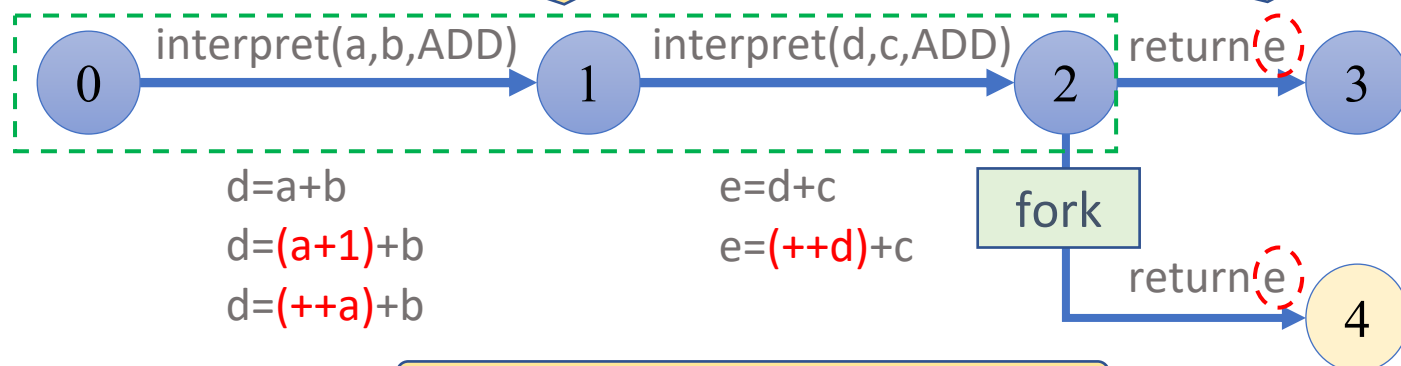 interpret(a,b,ADD)
interpret(d,c,ADD)
return e
0
1
2
3
d=a+b
d=(a+1)+b
d=(++a)+b
e=d+c
e=(++d)+c
fork
return e
4